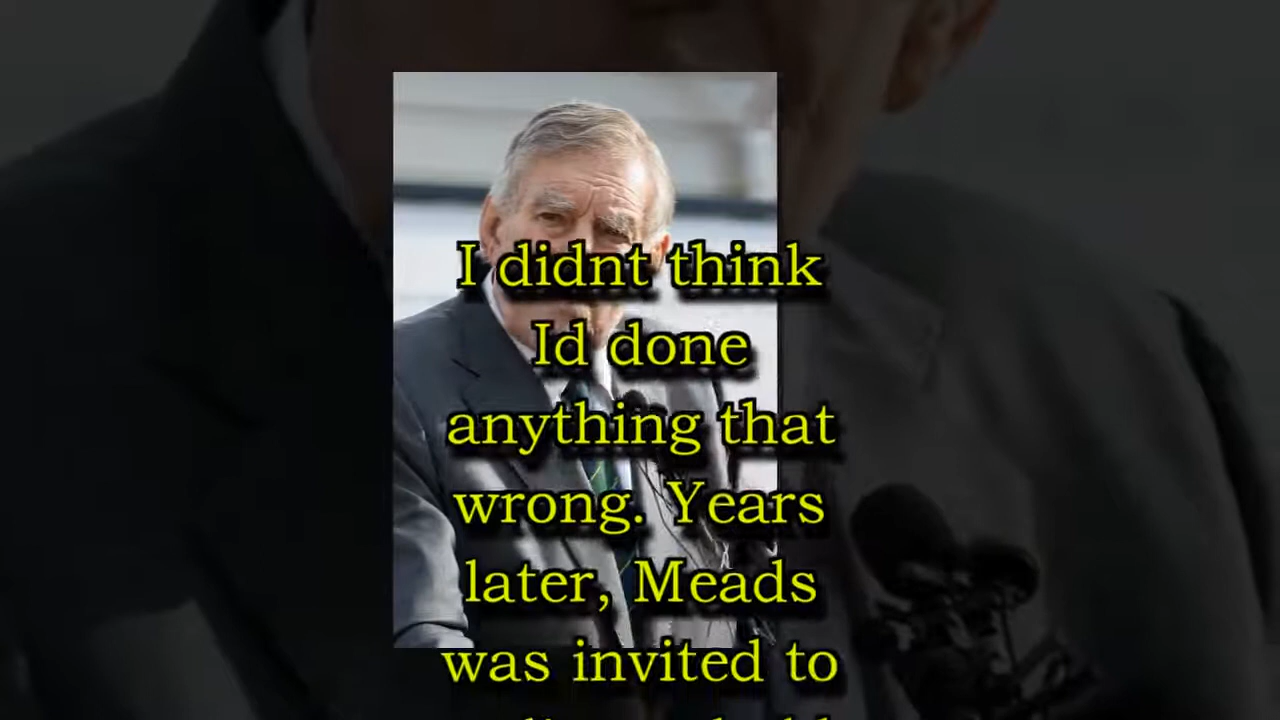 I didnt think
Id done
anything that
wrong. Years
later, Meads
was invited to